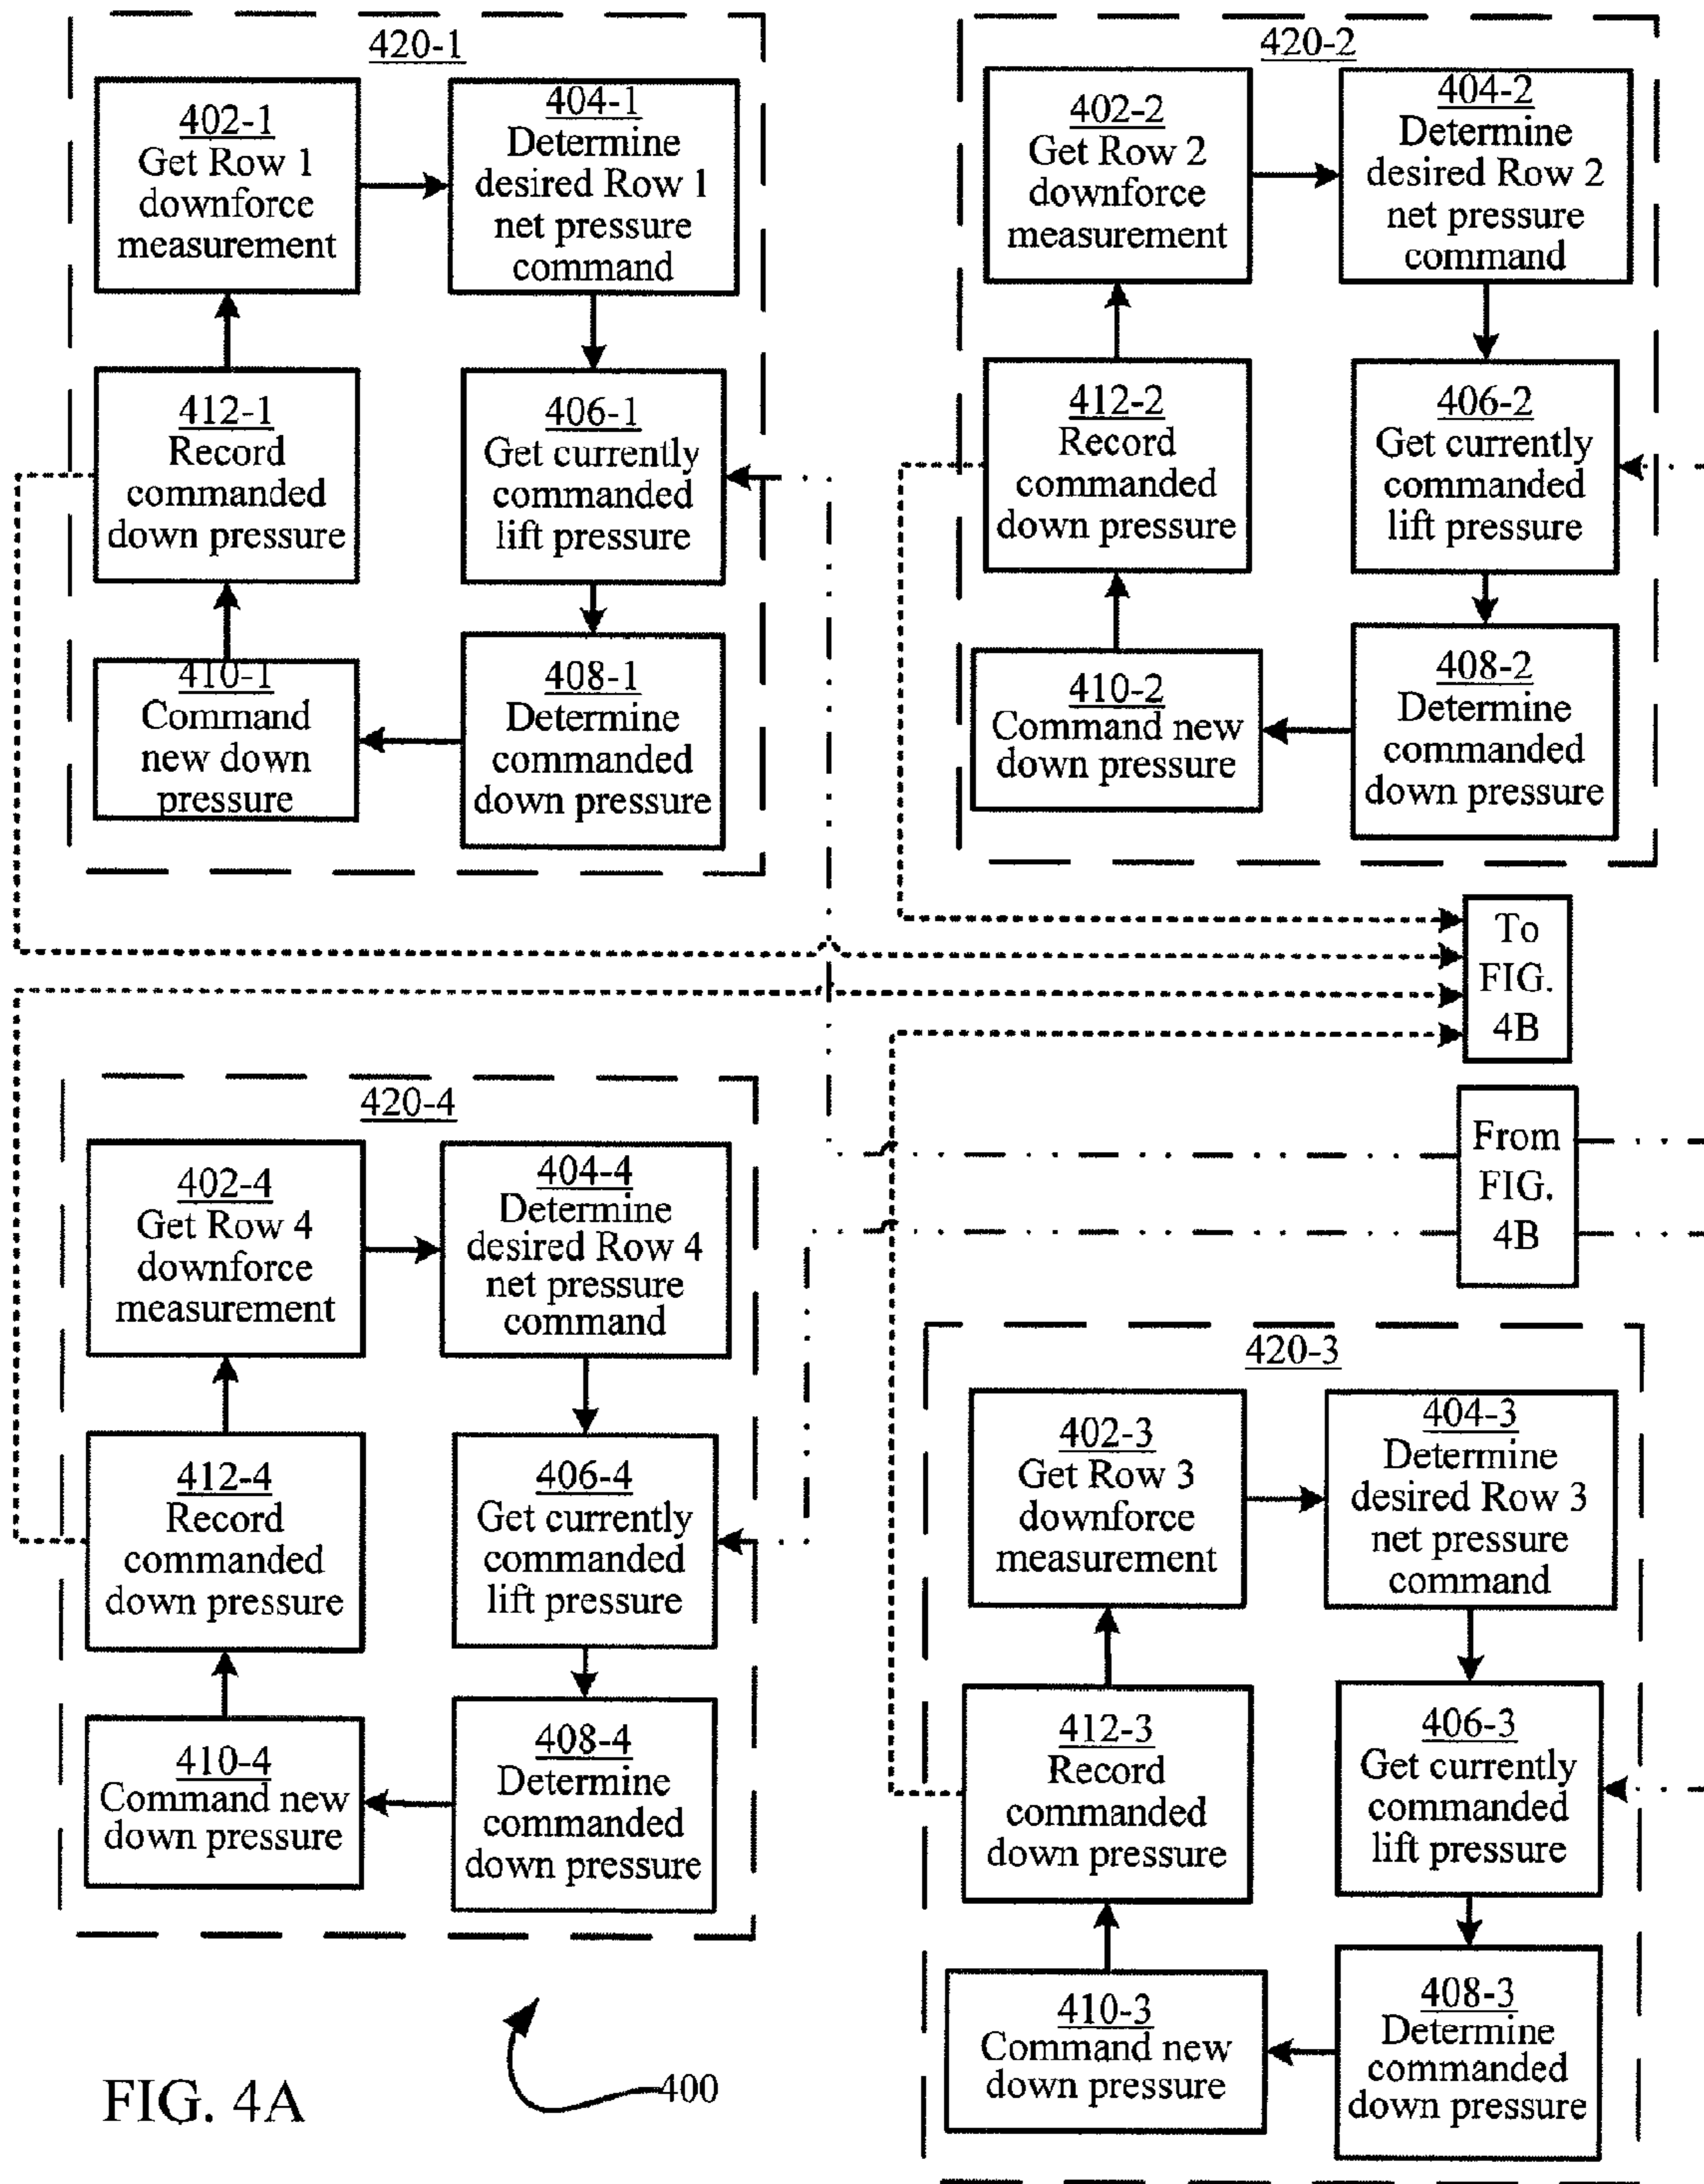 420-1
402-1
Get Row 1
downforce
measurement
404-1
Determine
desired Row 1
net pressure
command
412-1
Record
commanded
down pressure
406-1
Get currently
commanded
lift pressure
410-1
Command
new down
pressure
408-1
Determine
commanded
down pressure
420-2
402-2
Get Row 2
downforce
measurement
404-2
Determine
desired Row 2
net pressure
command
412-2
Record
commanded
down pressure
406-2
Get currently
commanded
lift pressure
410-2
Command new
down pressure
408-2
Determine
commanded
down pressure
To
FIG.
4B
From
FIG.
4B
420-4
402-4
Get Row 4
downforce
measurement
404-4
Determine
desired Row 4
net pressure
command
412-4
Record
commanded
down pressure
406-4
Get currently
commanded
lift pressure
410-4
Command new
down pressure
408-4
Determine
commanded
down pressure
420-3
402-3
Get Row 3
downforce
measurement
404-3
Determine
desired Row 3
net pressure
command
412-3
Record
commanded
down pressure
406-3
Get currently
commanded
lift pressure
410-3
Command new
down pressure
408-3
Determine
commanded
down pressure
FIG. 4A
400